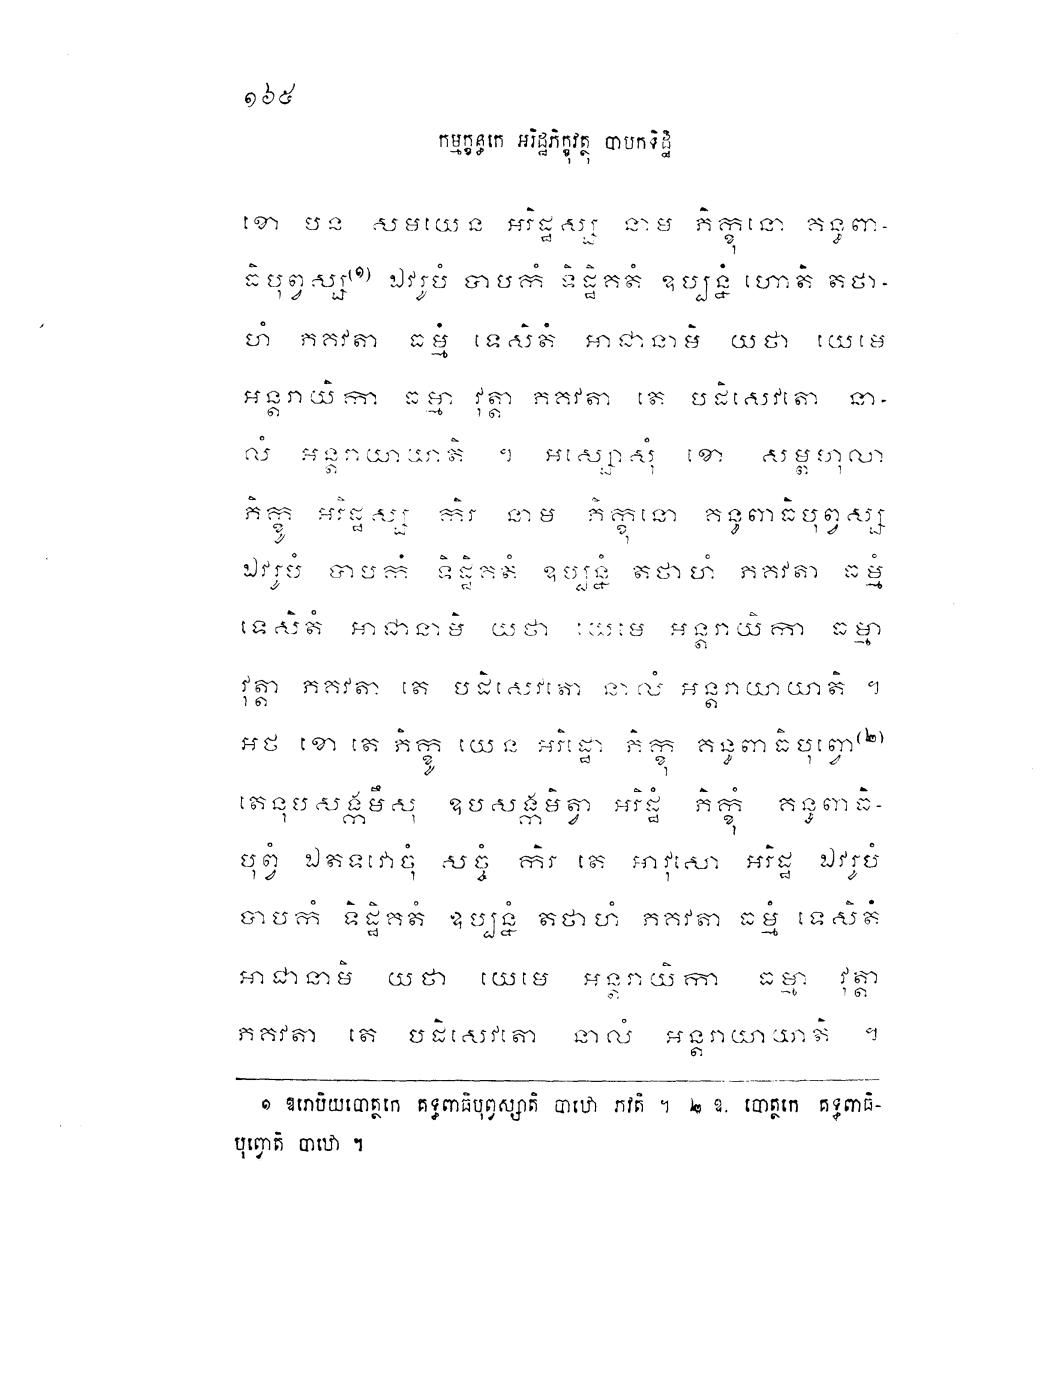 ១៦៥
កម្មក្ខន្ធកេ អរិដ្ឋភិក្ខុវត្ថុ បាបកទិដ្ឋិ
ខោ បន សមយេន អរិដ្ឋស្ស នាម ភិក្ខុនោ គន្ធពា-
ធិបុព្វស្ស(១) ឯវរូបំ បាបកំ ទិដ្ឋិគតំ ឧប្បន្នំ ហោតិ តថា-
ហំ ភគវតា ធម្មំ ទេសិតំ អាជានាមិ យថា យេមេ
អន្តរាយិកា ធម្មា វុត្តា ភគវតា តេ បដិសេវតោ នា-
លំ អន្តរាយាយាតិ ។ អស្សោសុំ ខោ សម្ពហុលា
ភិក្ខូ អរិដ្ឋស្ស កិរ នាម ភិក្ខុនោ គន្ធពាធិបុព្វស្ស
ឯវរូបំ បាបកំ ទិដ្ឋិគតំ ឧប្បន្នំ តថាហំ ភគវតា ធម្មំ
ទេសិតំ អាជានាមិ យថា យេមេ អន្តរាយិកា ធម្មា
វុត្តា ភគវតា តេ បដិសេវតោ នាលំ អន្តរាយាយាតិ ។
អថ ខោ តេ ភិក្ខូ យេន អរិដ្ឋោ ភិក្ខុ គន្ធពាធិបុព្វោ(២)
តេនុបសង្កមឹសុ ឧបសង្កមិត្វា អរិដ្ឋំ ភិក្ខុំ គន្ធពាធិ-
បុព្វំ ឯតទវោចុំ សច្ចំ កិរ តេ អាវុសោ អរិដ្ឋ ឯវរូបំ
បាបកំ ទិដ្ឋិគតំ ឧប្បន្នំ តថាហំ ភគវតា ធម្មំ ទេសិតំ
អាជានាមិ យថា យេមេ អន្តរាយិកា ធម្មា វុត្តា
ភគវតា តេ បដិសេវតោ នាលំ អន្តរាយាយាតិ ។
១ ឧរោបិយបោត្ថកេ គទ្ធពាធិបុព្វស្សាតិ បាឋោ ភវតិ ។ ២ ឧ. បោត្ថកេ គទ្ធពាធិ-
បុព្វោតិ បាឋោ ។